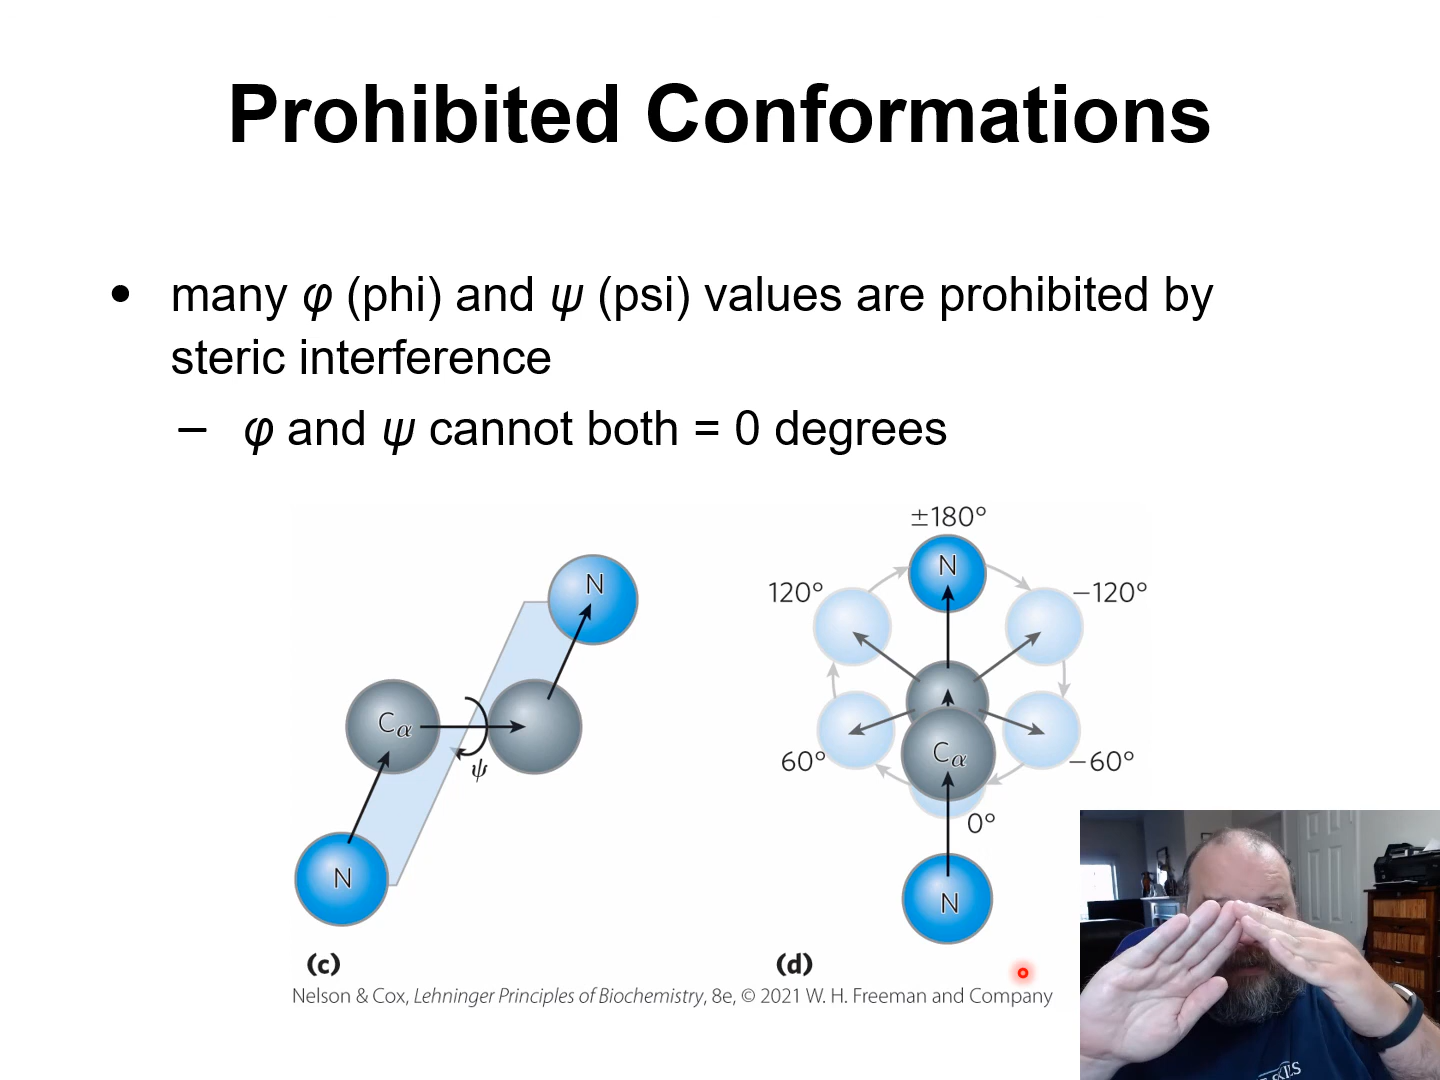 Prohibited Conformations
• many φ (phi) and ψ (psi) values are prohibited by
steric interference
– φ and ψ cannot both = 0 degrees
±180°
N
N
120°
−120°
Cα
ψ
60°
Cα
−60°
0°
N
N
(c)
(d)
Nelson & Cox, Lehninger Principles of Biochemistry, 8e, © 2021 W. H. Freeman and Company